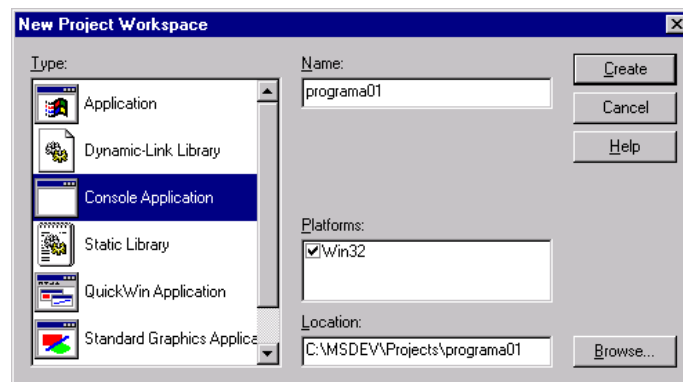 New Project Workspace
Type:
Application
Dynamic-Link Library
Console Application
Static Library
QuickWin Application
Standard Graphics Applica
Name:
programa01
Platforms:
Win32
Location:
C:\MSDEV\Projects\programa01
Create
Cancel
Help
Browse...